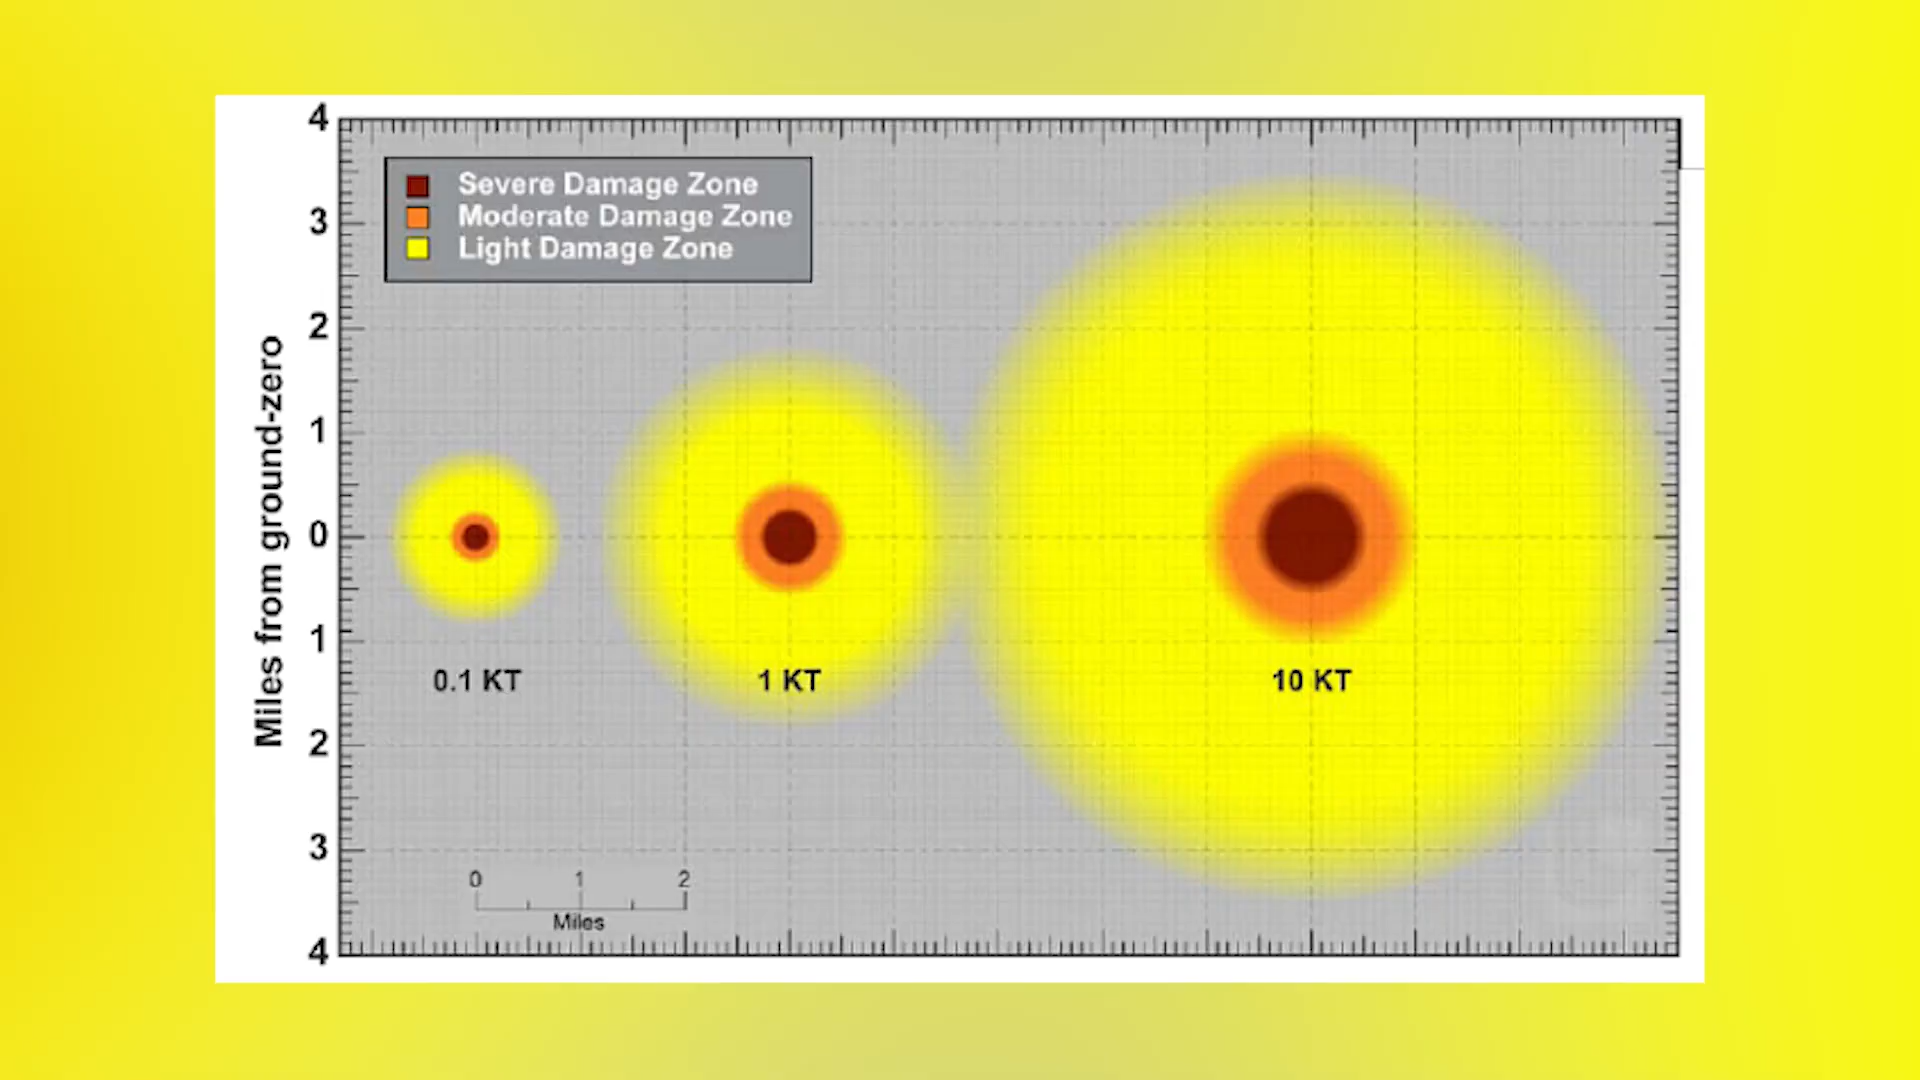 4
Severe Damage Zone
Moderate Damage Zone
Light Damage Zone
3
2
1
0
1
2
3
4
Miles from ground-zero
0.1 KT
1 KT
10 KT
0 1 2
Miles